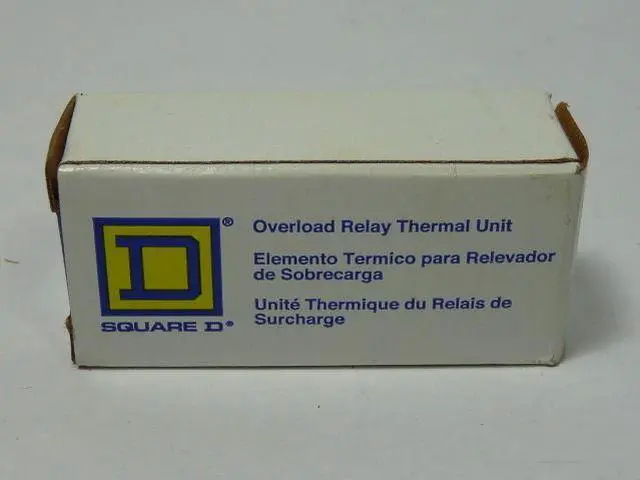 D®
SQUARE D®
Overload Relay Thermal Unit
Elemento Termico para Relevador
de Sobrecarga
Unité Thermique du Relais de
Surcharge